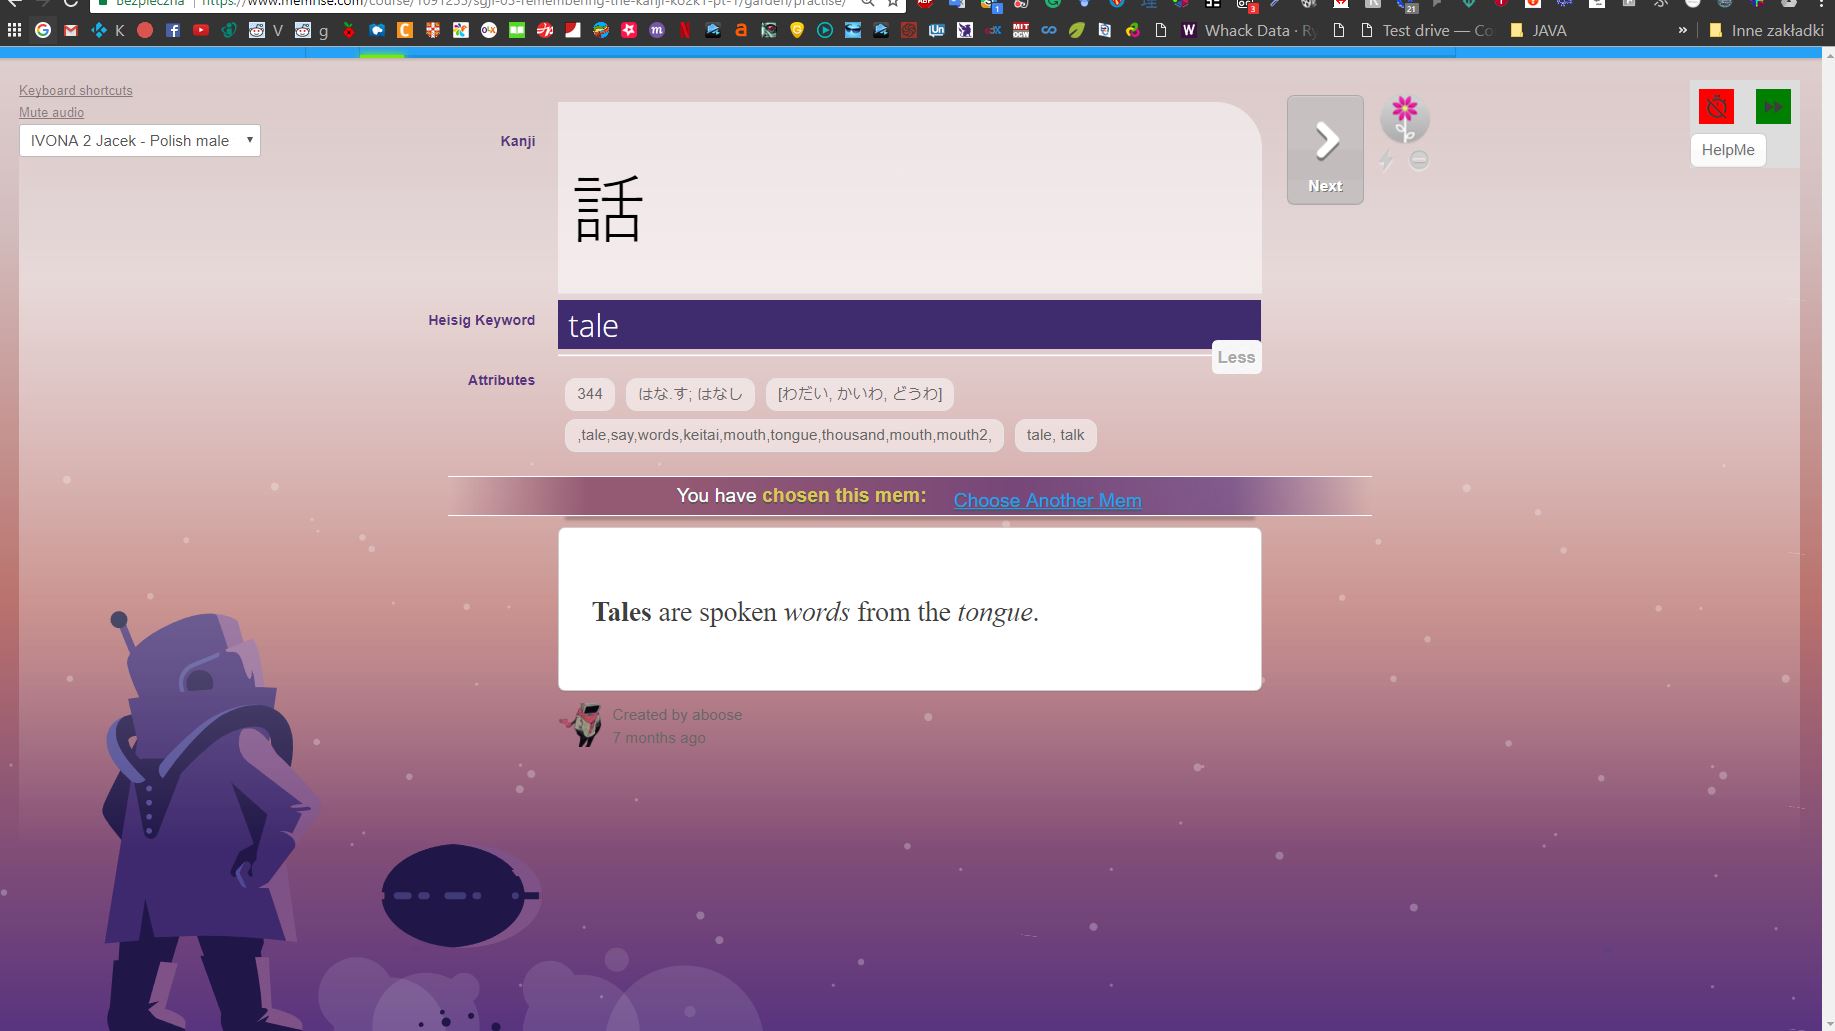 Bezpieczna
https://www.memrise.com/course/1091255/sgjl-05-remembering-the-kanji-k02k1-pt-1/garden/practise/
K
V
g
Whack Data · Ry
Test drive — Co
JAVA
»
Inne zakładki
Keyboard shortcuts
Mute audio
IVONA 2 Jacek - Polish male
Kanji
話
Next
HelpMe
Heisig Keyword
tale
Less
Attributes
344
はな.す; はなし
[わだい, かいわ, どうわ]
,tale,say,words,keitai,mouth,tongue,thousand,mouth,mouth2,
tale, talk
You have chosen this mem:
Choose Another Mem
Tales are spoken words from the tongue.
Created by aboose
7 months ago